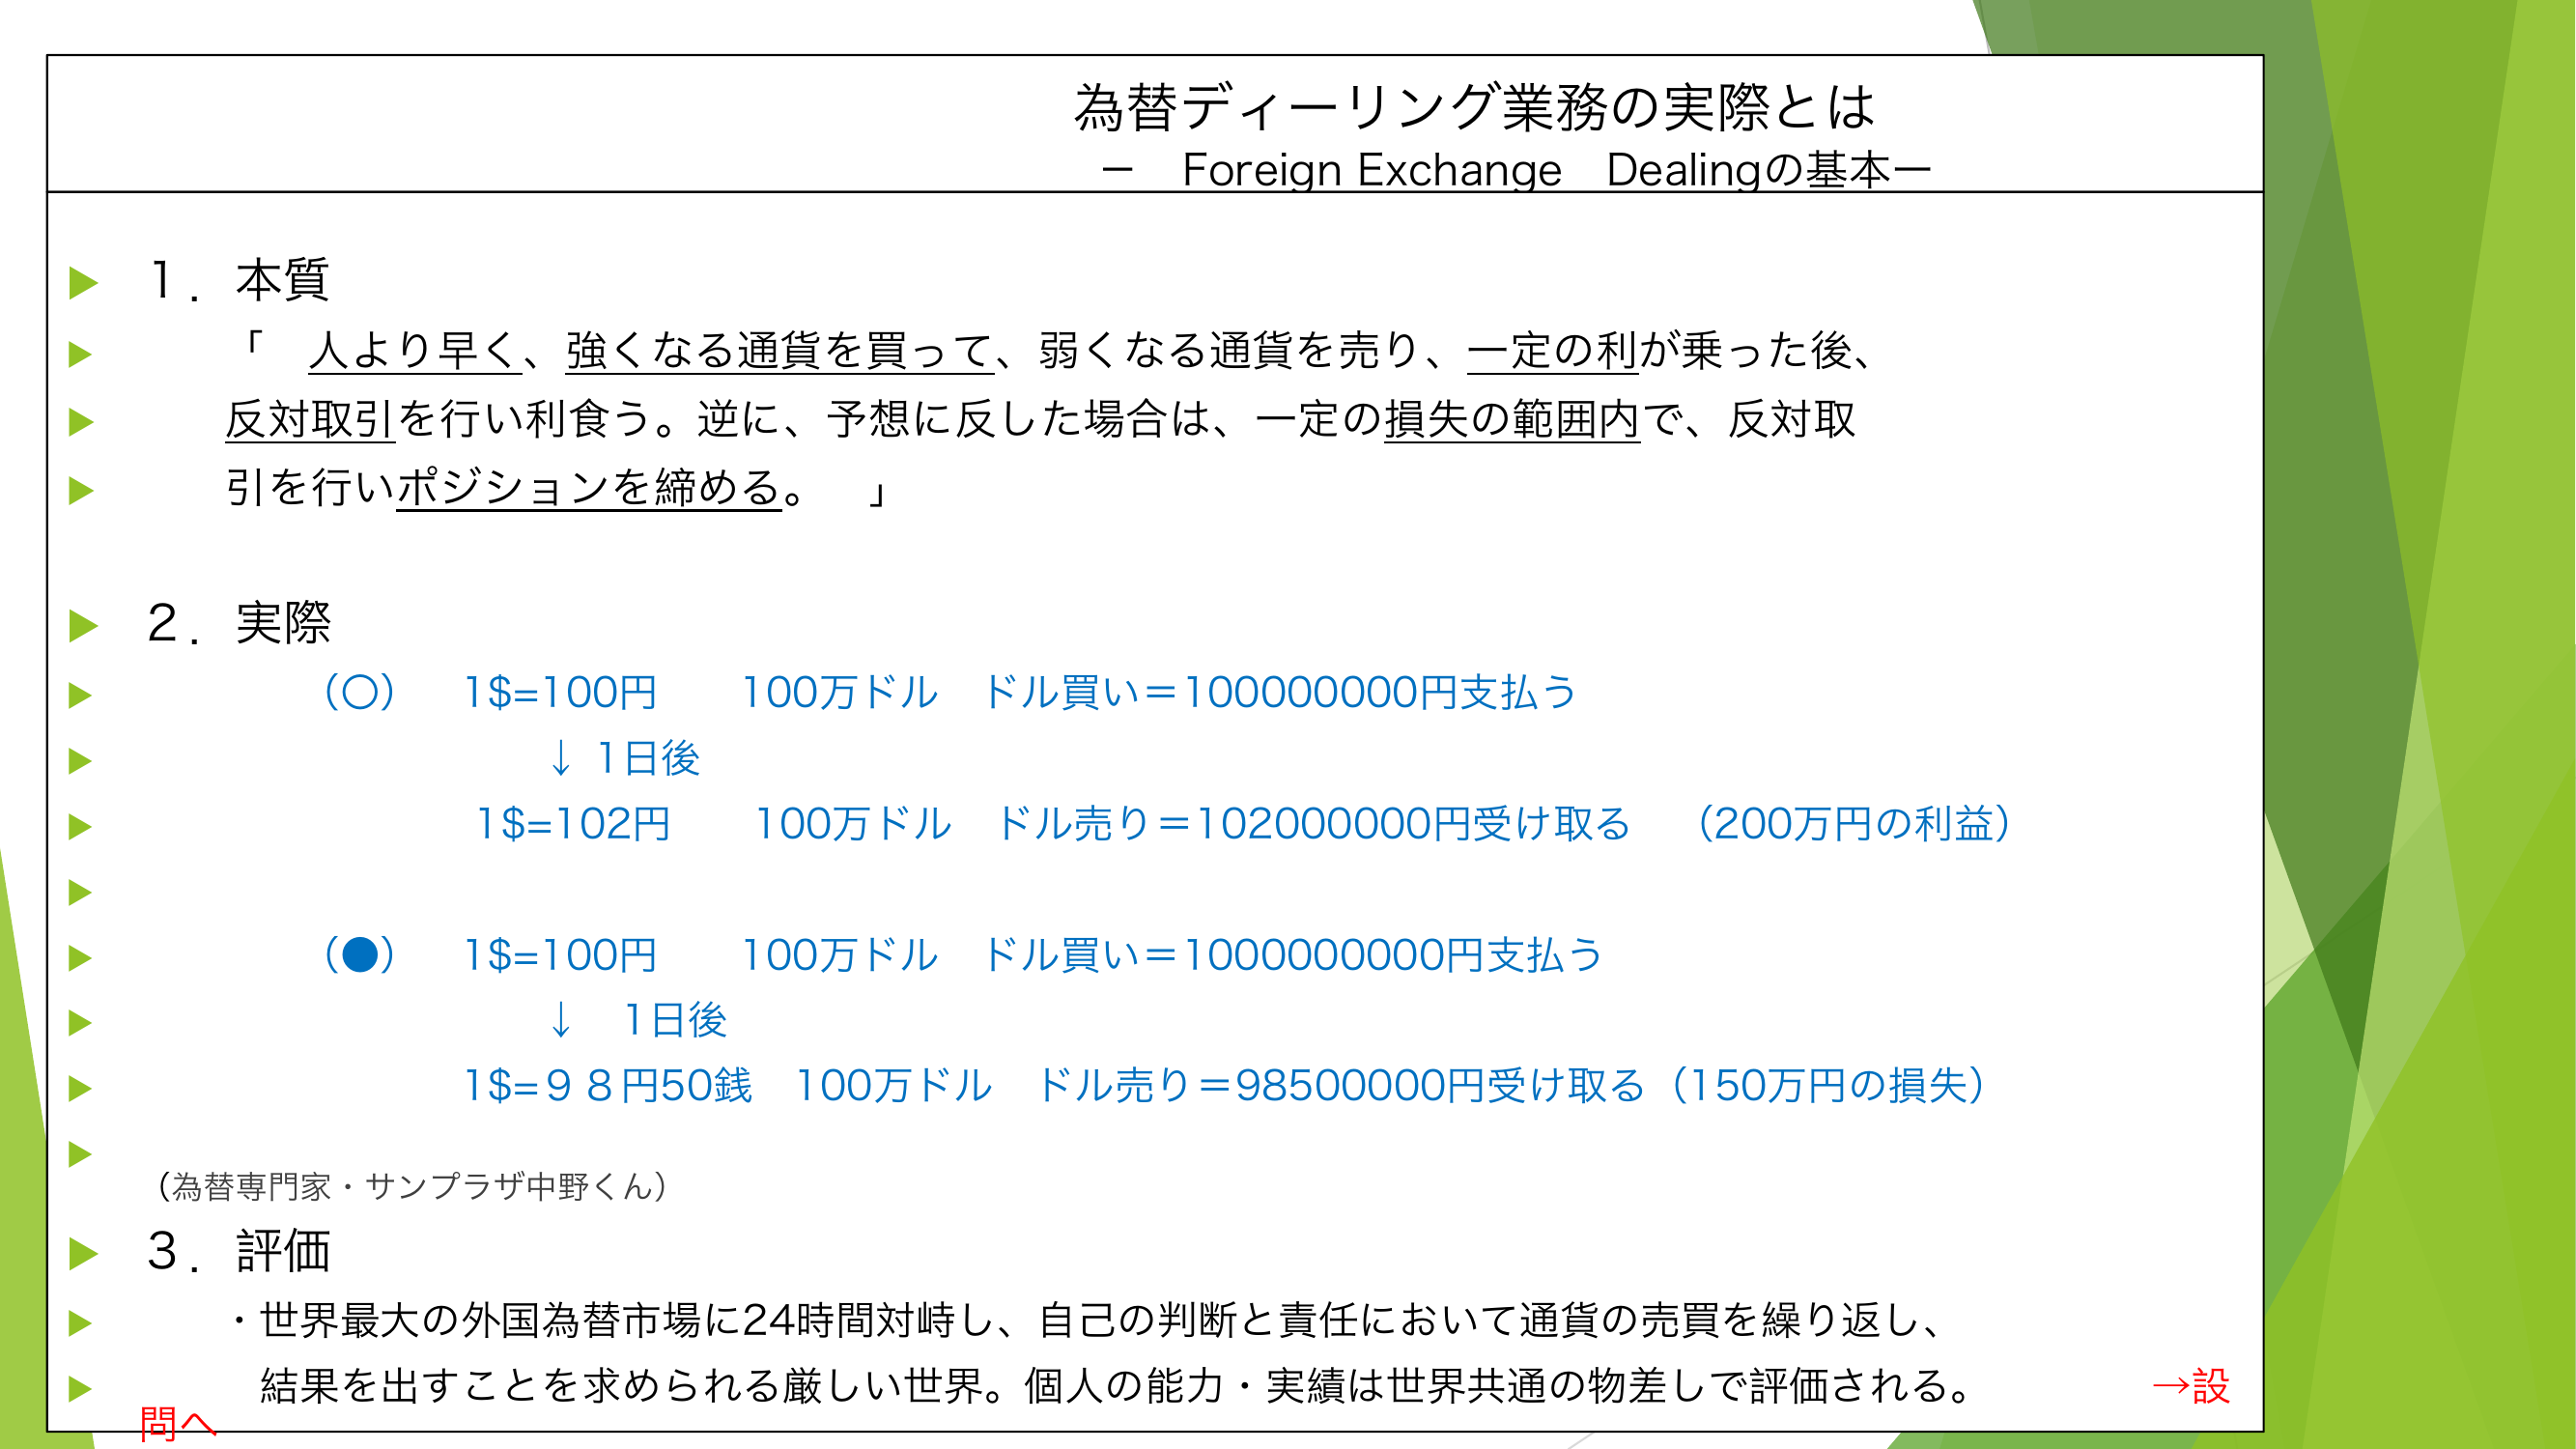 為替ディーリング業務の実際とは
－　Foreign Exchange　Dealingの基本ー
１．本質
「　人より早く、強くなる通貨を買って、弱くなる通貨を売り、一定の利が乗った後、
反対取引を行い利食う。逆に、予想に反した場合は、一定の損失の範囲内で、反対取
引を行いポジションを締める。　」
２．実際
（○）　1$=100円　　100万ドル　ドル買い＝100000000円支払う
↓ 1日後
1$=102円　　100万ドル　ドル売り＝102000000円受け取る　（200万円の利益）
（●）　1$=100円　　100万ドル　ドル買い＝1000000000円支払う
↓　1日後
1$=９８円50銭　100万ドル　ドル売り＝98500000円受け取る（150万円の損失）
（為替専門家・サンプラザ中野くん）
３．評価
・世界最大の外国為替市場に24時間対峙し、自己の判断と責任において通貨の売買を繰り返し、
結果を出すことを求められる厳しい世界。個人の能力・実績は世界共通の物差しで評価される。　→設
問へ